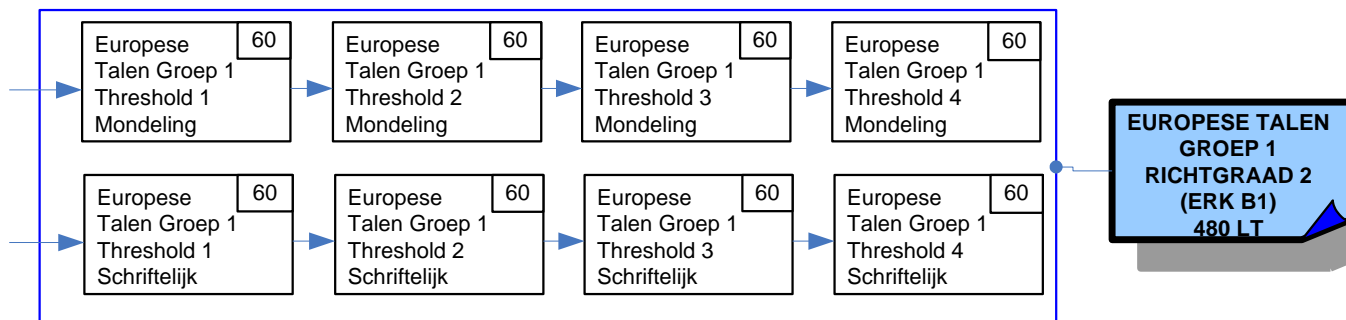 Europese
Talen Groep 1
Threshold 1
Mondeling
60
Europese
Talen Groep 1
Threshold 2
Mondeling
60
Europese
Talen Groep 1
Threshold 3
Mondeling
60
Europese
Talen Groep 1
Threshold 4
Mondeling
60
Europese
Talen Groep 1
Threshold 1
Schriftelijk
60
Europese
Talen Groep 1
Threshold 2
Schriftelijk
60
Europese
Talen Groep 1
Threshold 3
Schriftelijk
60
Europese
Talen Groep 1
Threshold 4
Schriftelijk
60
EUROPESE TALEN
GROEP 1
RICHTGRAAD 2
(ERK B1)
480 LT